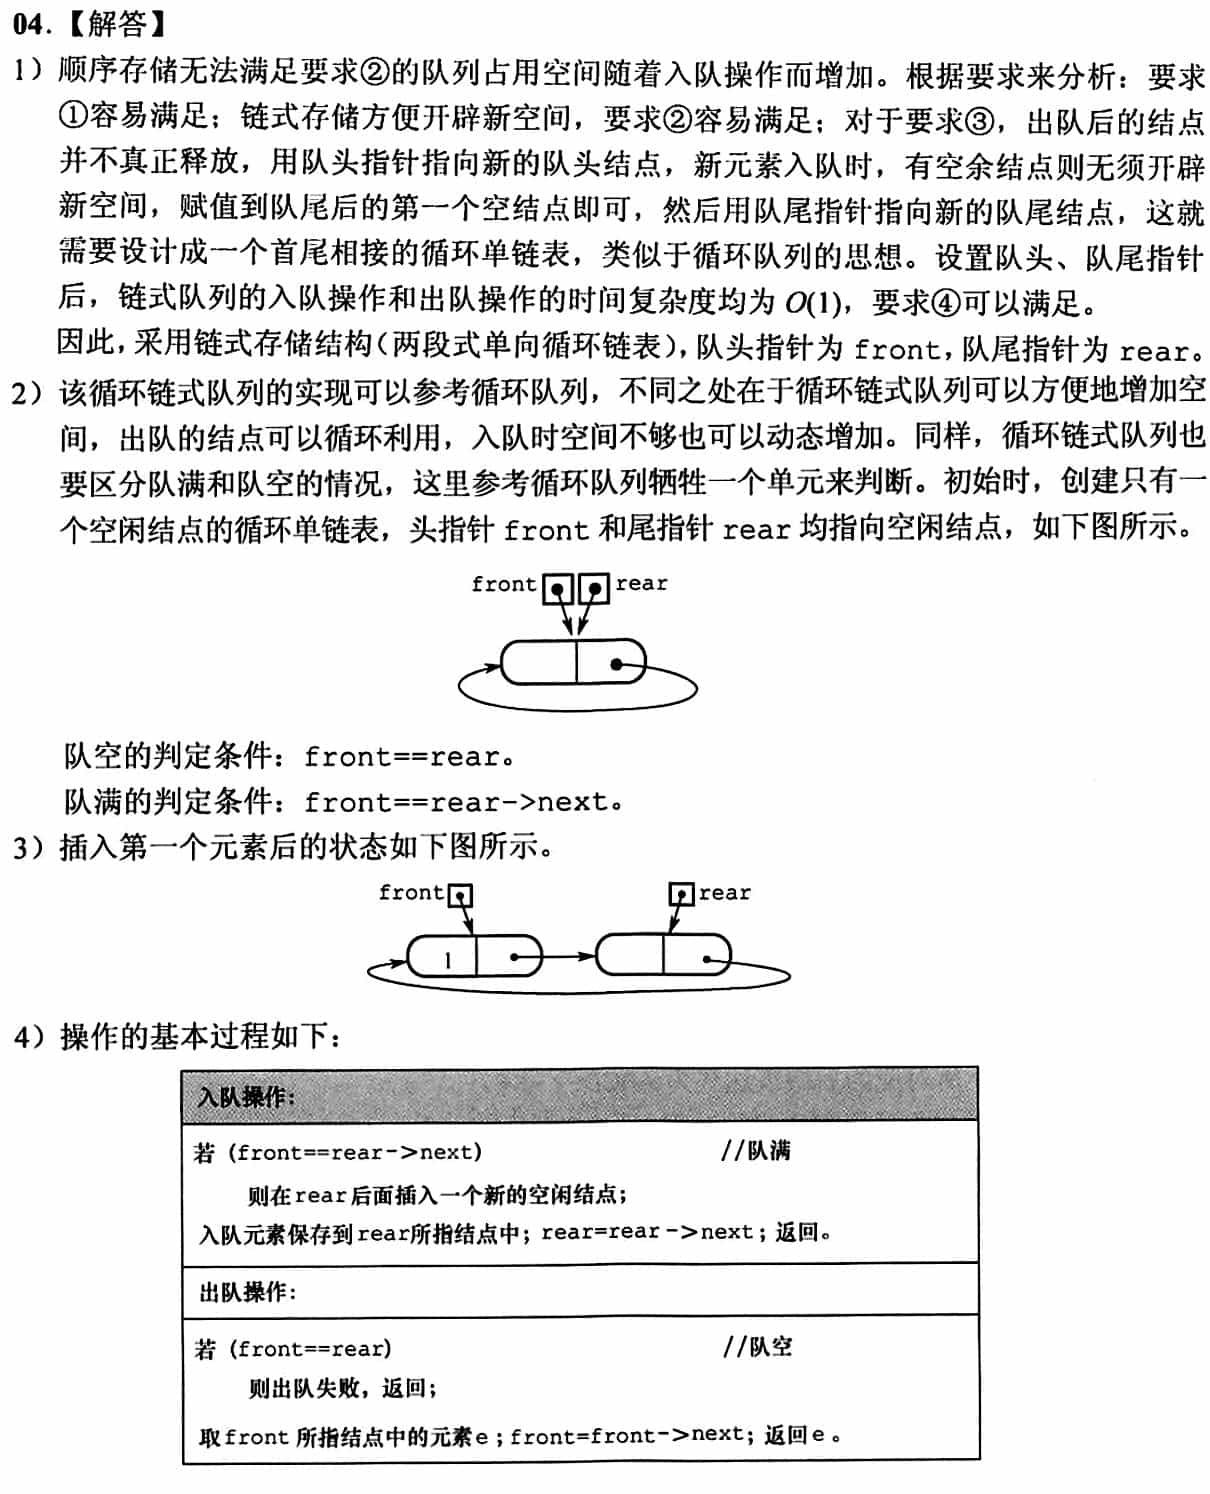 04.【解答】
1）顺序存储无法满足要求②的队列占用空间随着入队操作而增加。根据要求来分析：要求
①容易满足；链式存储方便开辟新空间，要求②容易满足；对于要求③，出队后的结点
并不真正释放，用队头指针指向新的队头结点，新元素入队时，有空余结点则无须开辟
新空间，赋值到队尾后的第一个空结点即可，然后用队尾指针指向新的队尾结点，这就
需要设计成一个首尾相接的循环单链表，类似于循环队列的思想。设置队头、队尾指针
后，链式队列的入队操作和出队操作的时间复杂度均为 O(1)，要求④可以满足。
因此，采用链式存储结构（两段式单向循环链表），队头指针为 front，队尾指针为 rear。
2）该循环链式队列的实现可以参考循环队列，不同之处在于循环链式队列可以方便地增加空
间，出队的结点可以循环利用，入队时空间不够也可以动态增加。同样，循环链式队列也
要区分队满和队空的情况，这里参考循环队列牺牲一个单元来判断。初始时，创建只有一
个空闲结点的循环单链表，头指针 front 和尾指针 rear 均指向空闲结点，如下图所示。
front rear
队空的判定条件：front==rear。
队满的判定条件：front==rear->next。
3）插入第一个元素后的状态如下图所示。
front rear
1
4）操作的基本过程如下：
入队操作：
若 (front==rear->next) //队满
则在rear后面插入一个新的空闲结点；
入队元素保存到rear所指结点中；rear=rear->next；返回。
出队操作：
若 (front==rear) //队空
则出队失败，返回；
取front 所指结点中的元素e；front=front->next；返回e。